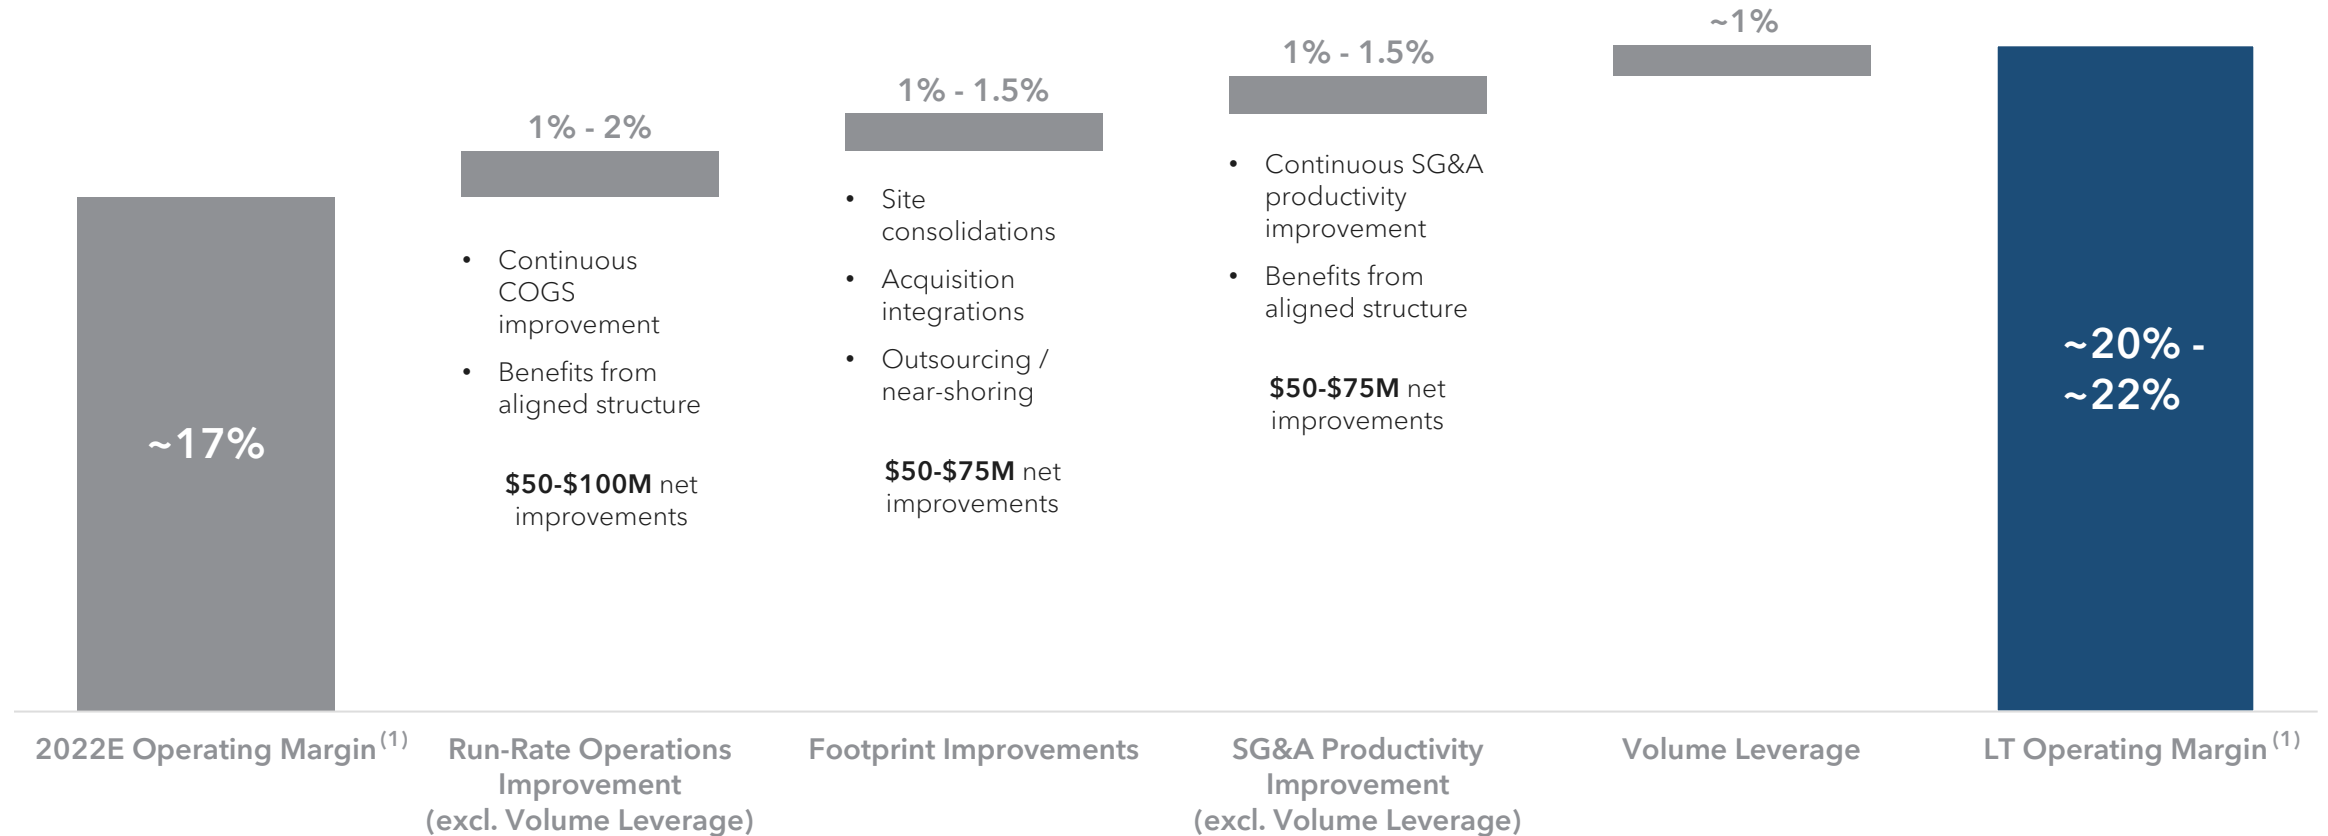 ~17%
2022E Operating Margin (1)
1% - 2%
• Continuous
COGS
improvement
• Benefits from
aligned structure
$50-$100M net
improvements
Run-Rate Operations
Improvement
(excl. Volume Leverage)
1% - 1.5%
• Site
consolidations
• Acquisition
integrations
• Outsourcing /
near-shoring
$50-$75M net
improvements
Footprint Improvements
1% - 1.5%
• Continuous SG&A
productivity
improvement
• Benefits from
aligned structure
$50-$75M net
improvements
SG&A Productivity
Improvement
(excl. Volume Leverage)
~1%
Volume Leverage
~20% -
~22%
LT Operating Margin (1)